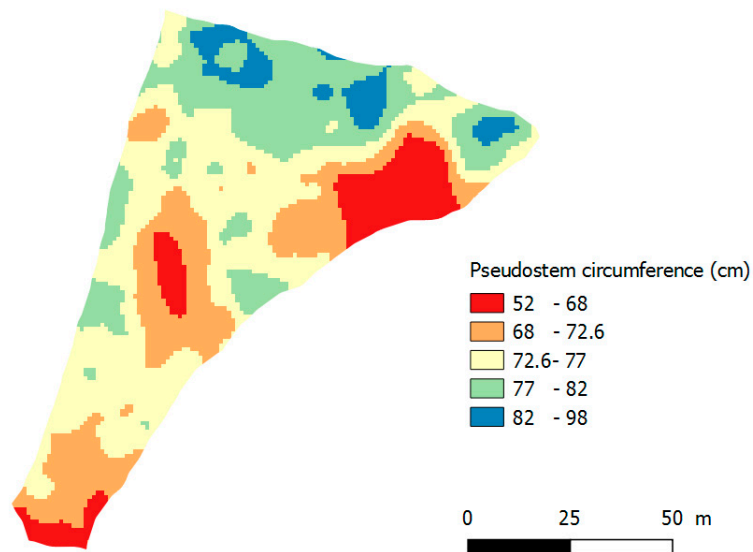 Pseudostem circumference (cm)
52 - 68
68 - 72.6
72.6- 77
77 - 82
82 - 98
0 25 50 m